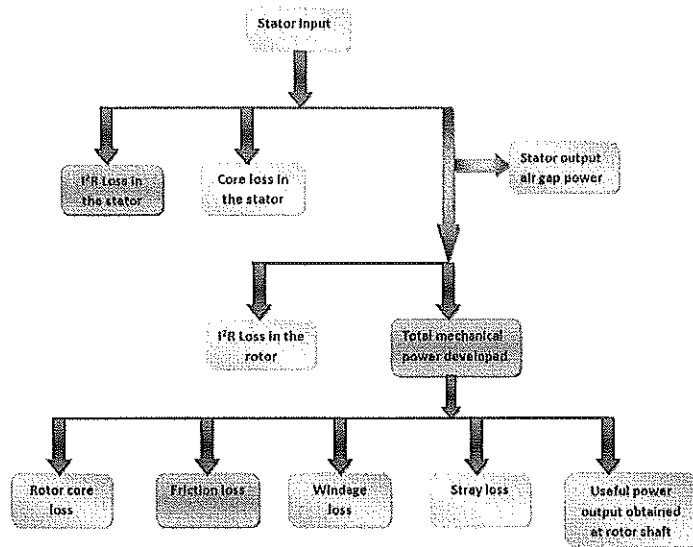 Stator Input
I²R Loss in
the stator
Core loss in
the stator
Stator output
air gap power
I²R Loss in the
rotor
Total mechanical
power developed
Rotor core
loss
Friction loss
Windage
loss
Stray loss
Useful power
output obtained
at rotor shaft